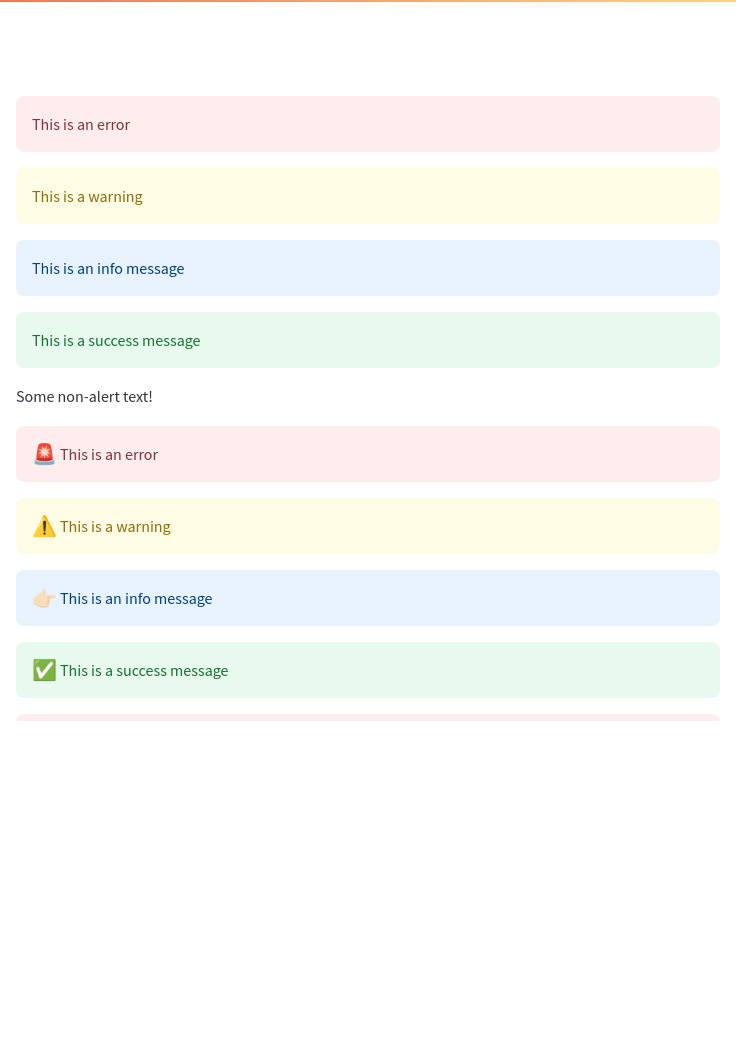 This is an error
This is a warning
This is an info message
This is a success message
Some non-alert text!
🚨 This is an error
⚠️ This is a warning
👉🏻 This is an info message
✅ This is a success message